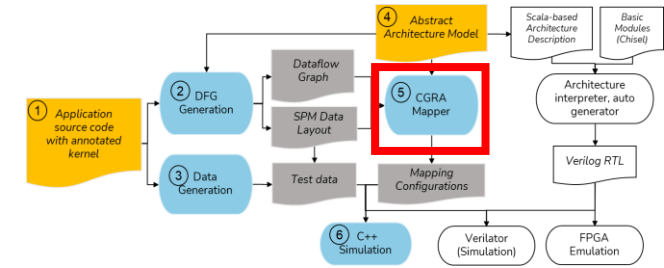 4 Abstract
Architecture Model
Scala-based
Architecture
Description
Basic
Modules
(Chisel)
Dataflow
Graph
1 Application
source code
with annotated
kernel
2 DFG
Generation
5 CGRA
Mapper
Architecture
interpreter, auto
generator
SPM Data
Layout
3 Data
Generation
Test data
Mapping
Configurations
Verilog RTL
6 C++
Simulation
Verilator
(Simulation)
FPGA
Emulation